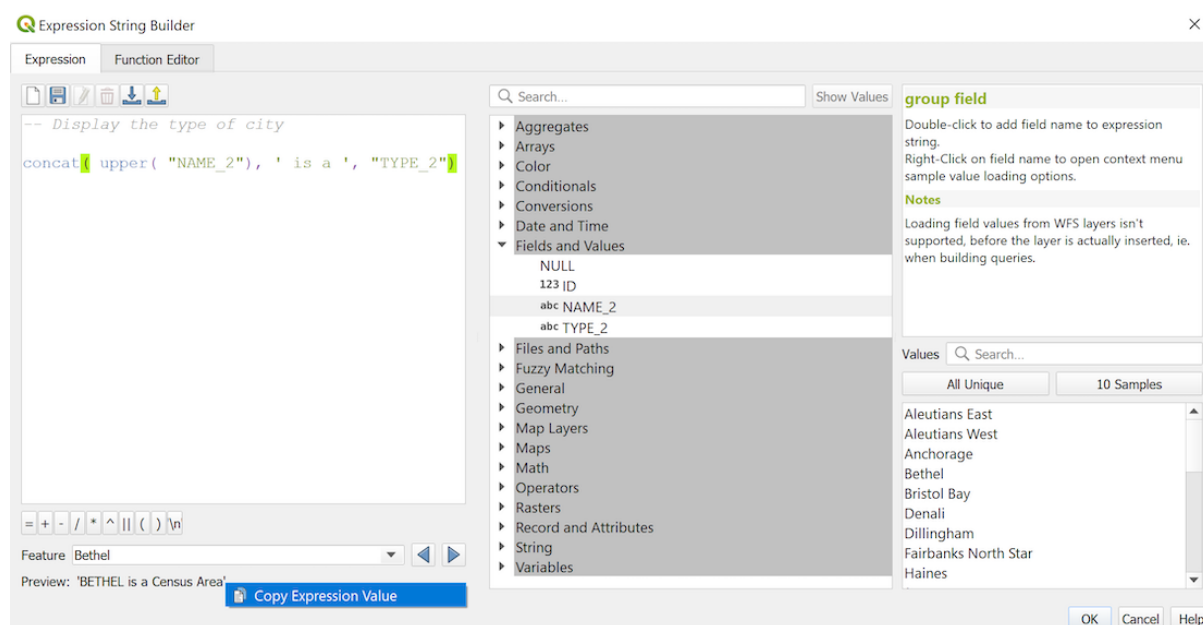 Expression String Builder
Expression
Function Editor
-- Display the type of city
concat( upper( "NAME_2"), ' is a ', "TYPE_2")
= + - / * ^ || ( ) \n
Feature Bethel
Preview: 'BETHEL is a Census Area'
Copy Expression Value
Search...
Show Values
Aggregates
Arrays
Color
Conditionals
Conversions
Date and Time
Fields and Values
NULL
123 ID
abc NAME_2
abc TYPE_2
Files and Paths
Fuzzy Matching
General
Geometry
Map Layers
Maps
Math
Operators
Rasters
Record and Attributes
String
Variables
group field
Double-click to add field name to expression
string.
Right-Click on field name to open context menu
sample value loading options.
Notes
Loading field values from WFS layers isn't
supported, before the layer is actually inserted, ie.
when building queries.
Values Search...
All Unique
10 Samples
Aleutians East
Aleutians West
Anchorage
Bethel
Bristol Bay
Denali
Dillingham
Fairbanks North Star
Haines
OK
Cancel
Help